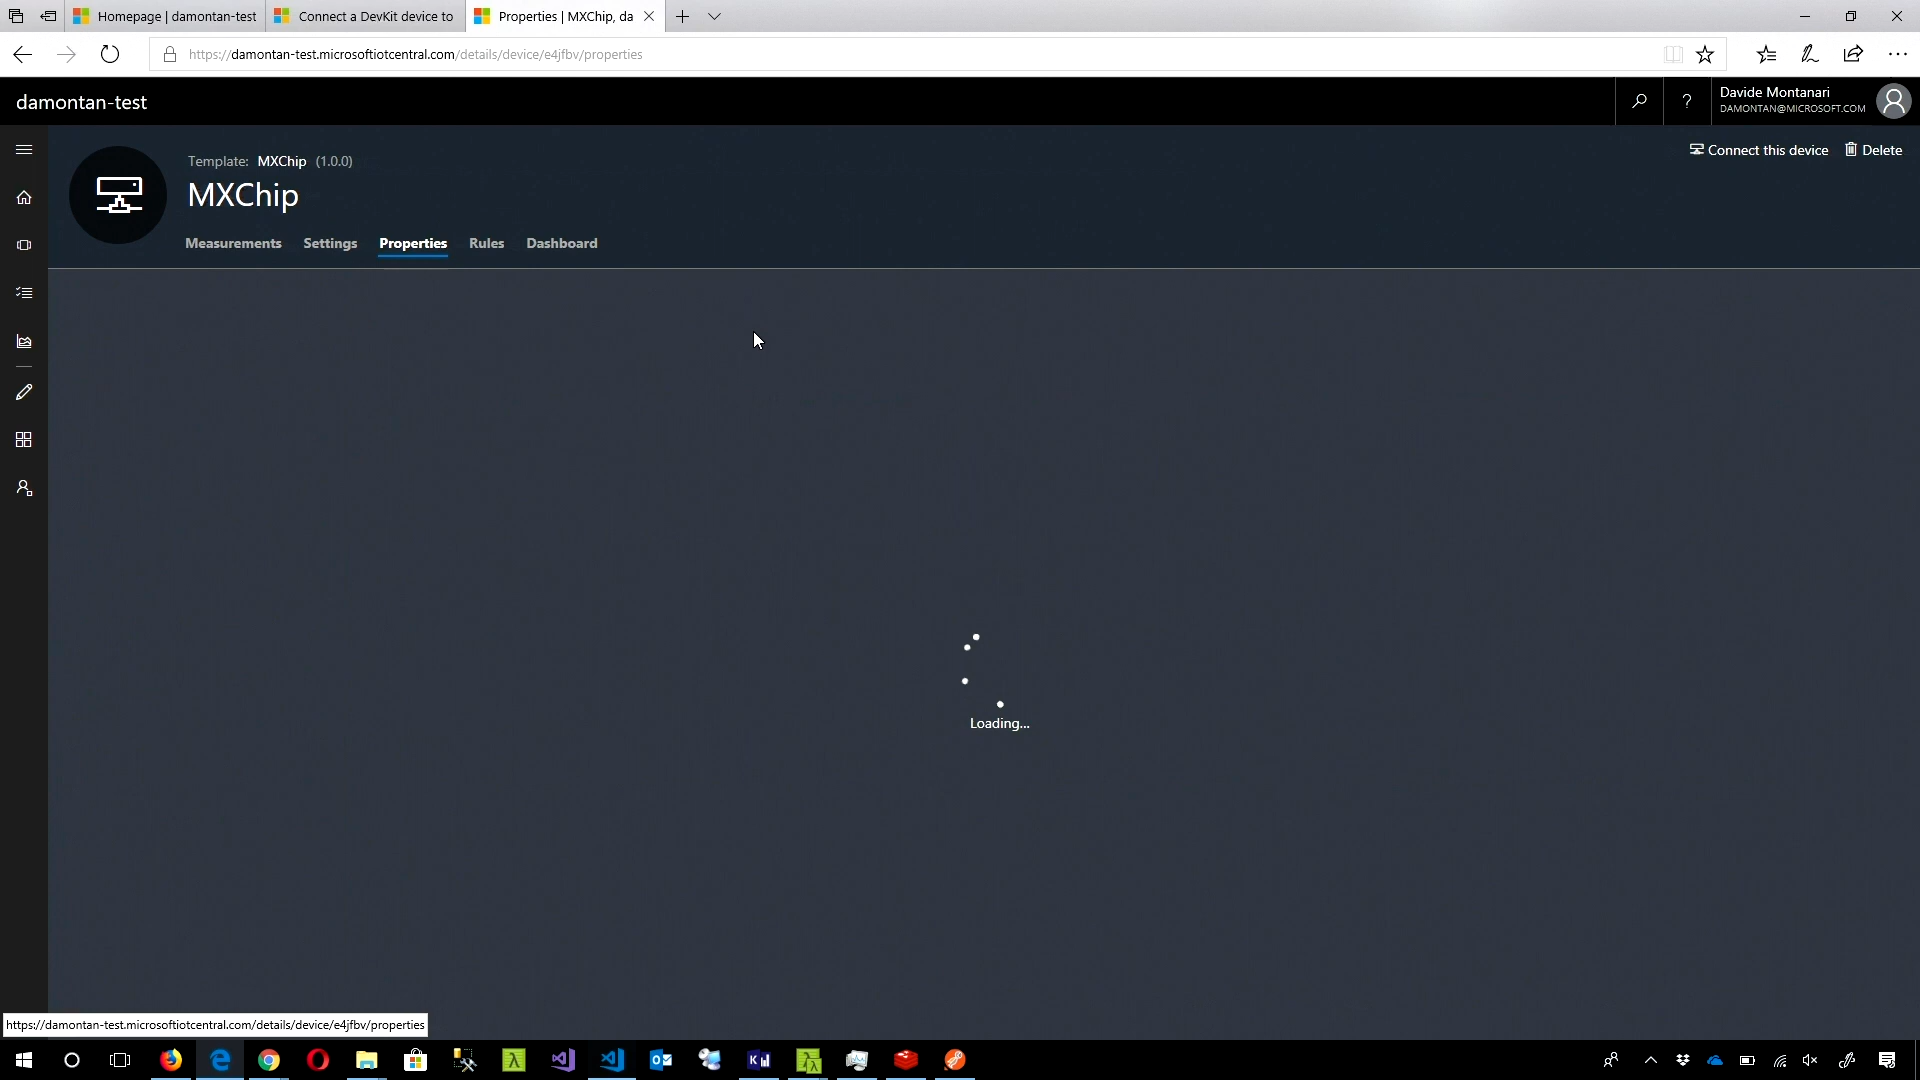 Homepage | damontan-test
Connect a DevKit device to
Properties | MXChip, da
https://damontan-test.microsoftiotcentral.com/details/device/e4jfbv/properties
damontan-test
?
Davide Montanari
DAMONTAN@MICROSOFT.COM
Template: MXChip (1.0.0)
MXChip
Connect this device
Delete
Measurements
Settings
Properties
Rules
Dashboard
Loading...
https://damontan-test.microsoftiotcentral.com/details/device/e4jfbv/properties